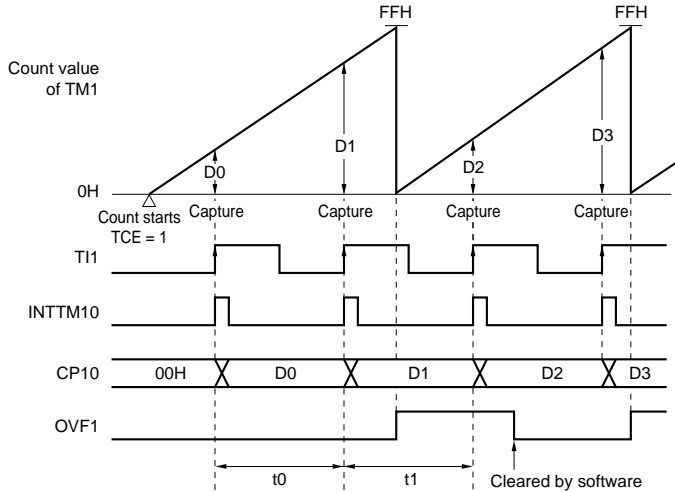 FFH FFH
Count value
of TM1
D0 D1 D2 D3
0H
Count starts
TCE = 1
Capture Capture Capture Capture
TI1
INTTM10
CP10 00H D0 D1 D2 D3
OVF1
t0 t1
Cleared by software